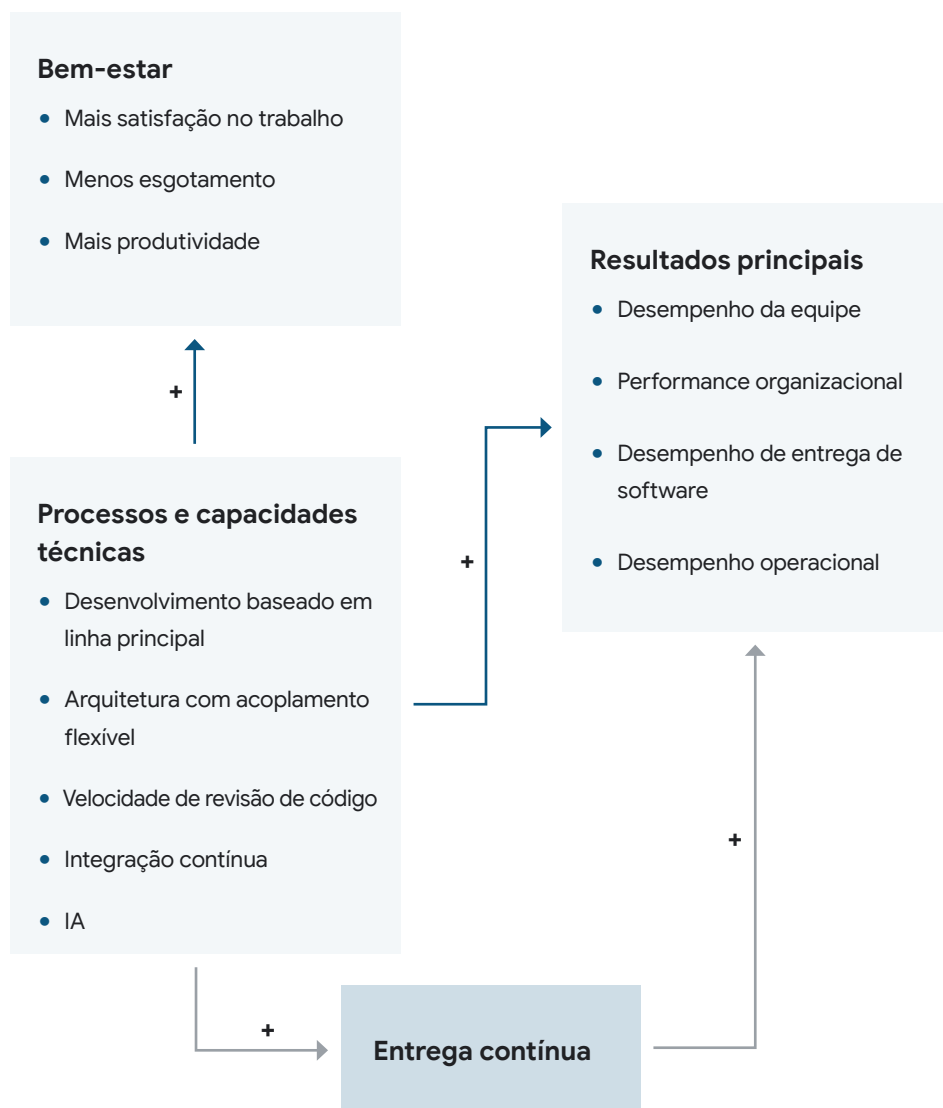 Bem-estar
• Mais satisfação no trabalho
• Menos esgotamento
• Mais produtividade
+
Processos e capacidades
técnicas
• Desenvolvimento baseado em
linha principal
• Arquitetura com acoplamento
flexível
• Velocidade de revisão de código
• Integração contínua
• IA
+
Resultados principais
• Desempenho da equipe
• Performance organizacional
• Desempenho de entrega de
software
• Desempenho operacional
+
+
Entrega contínua